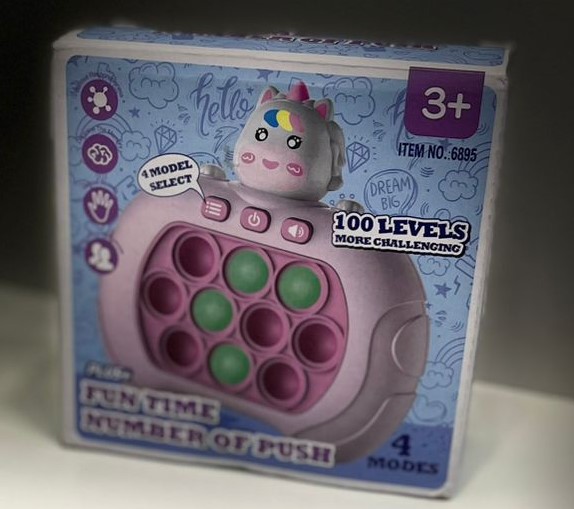 hello
3+
ITEM NO.:6895
4 MODEL
SELECT
DREAM
BIG
100 LEVELS
MORE CHALLENGING
FUN TIME
NUMBER OF PUSH
4
MODES